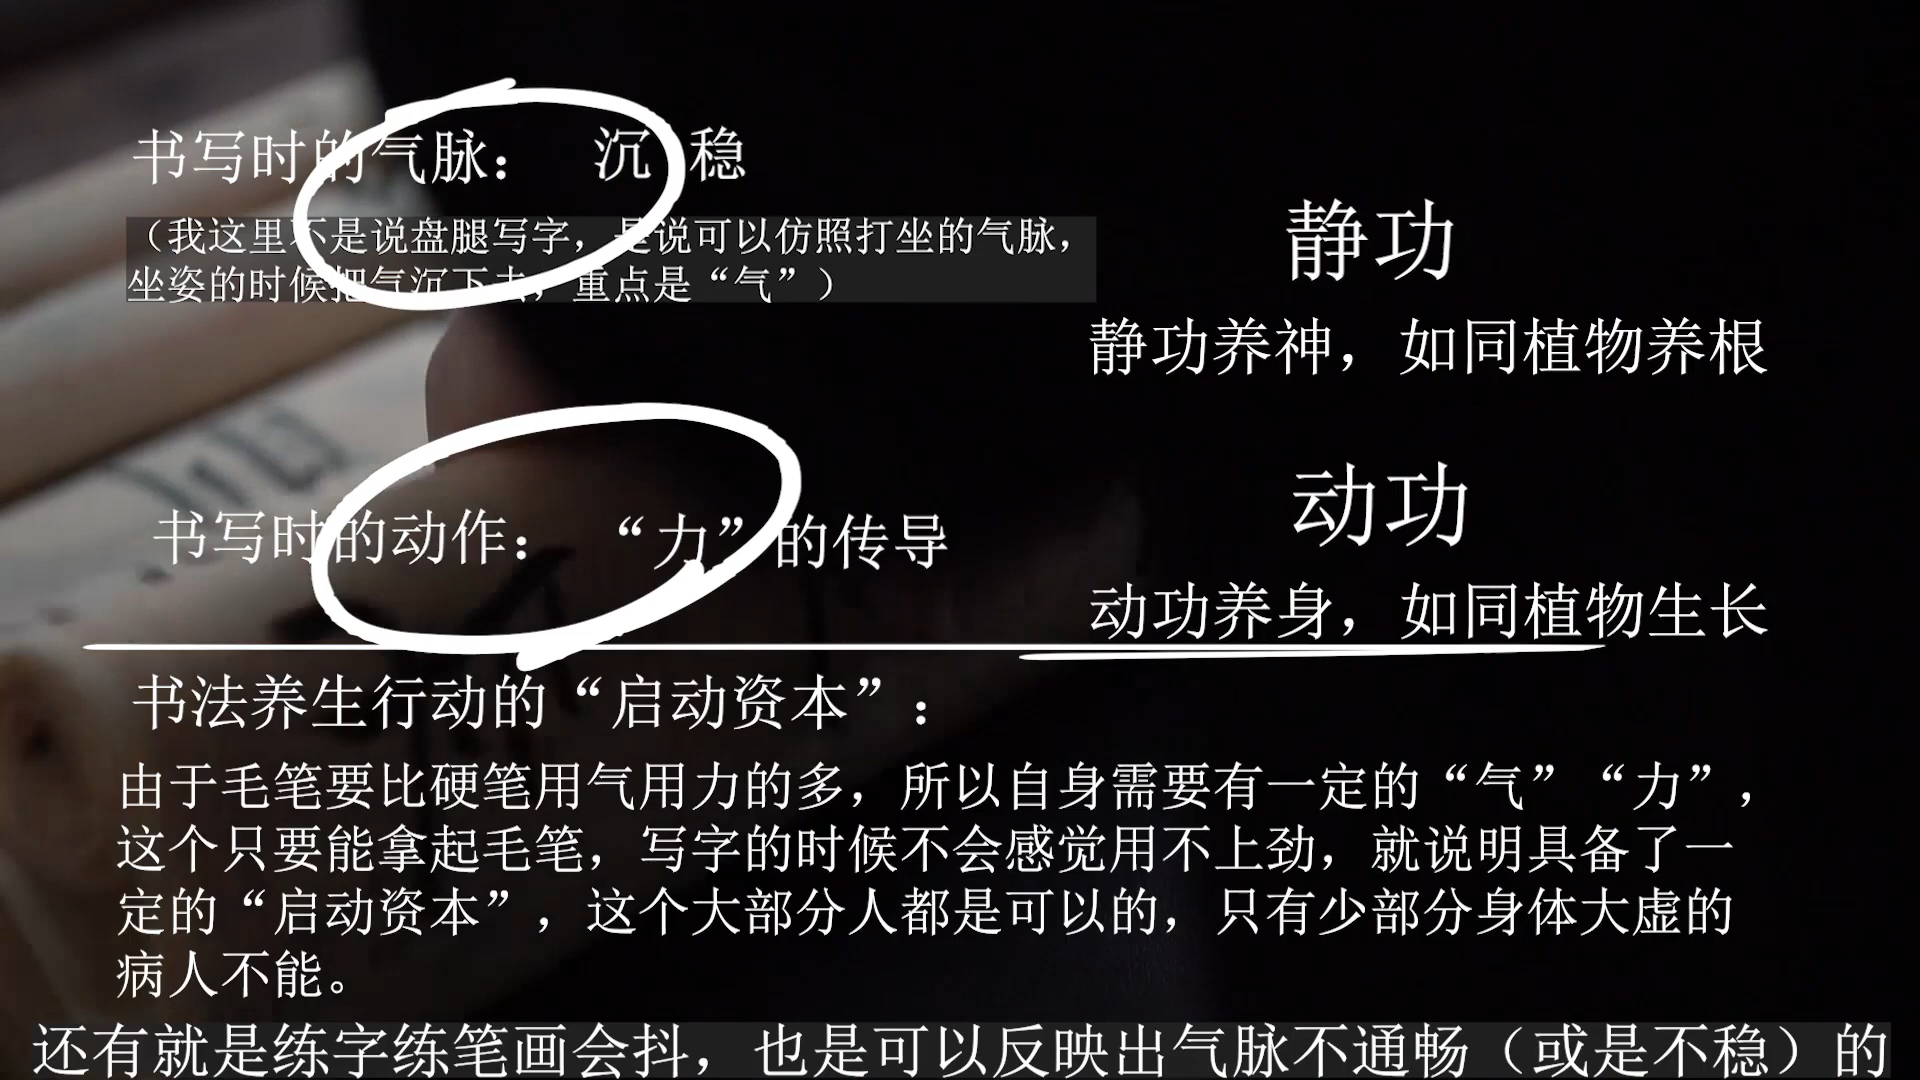 书写时的气脉： 沉 稳
（我这里不是说盘腿写字，是说可以仿照打坐的气脉，
坐姿的时候把气沉下去，重点是“气”）
静功
静功养神，如同植物养根
书写时的动作： “力”的传导
动功
动功养身，如同植物生长
书法养生行动的“启动资本”：
由于毛笔要比硬笔用气用力的多，所以自身需要有一定的“气”“力”，
这个只要能拿起毛笔，写字的时候不会感觉用不上劲，就说明具备了一
定的“启动资本”，这个大部分人都是可以的，只有少部分身体大虚的
病人不能。
还有就是练字练笔画会抖，也是可以反映出气脉不通畅（或是不稳）的